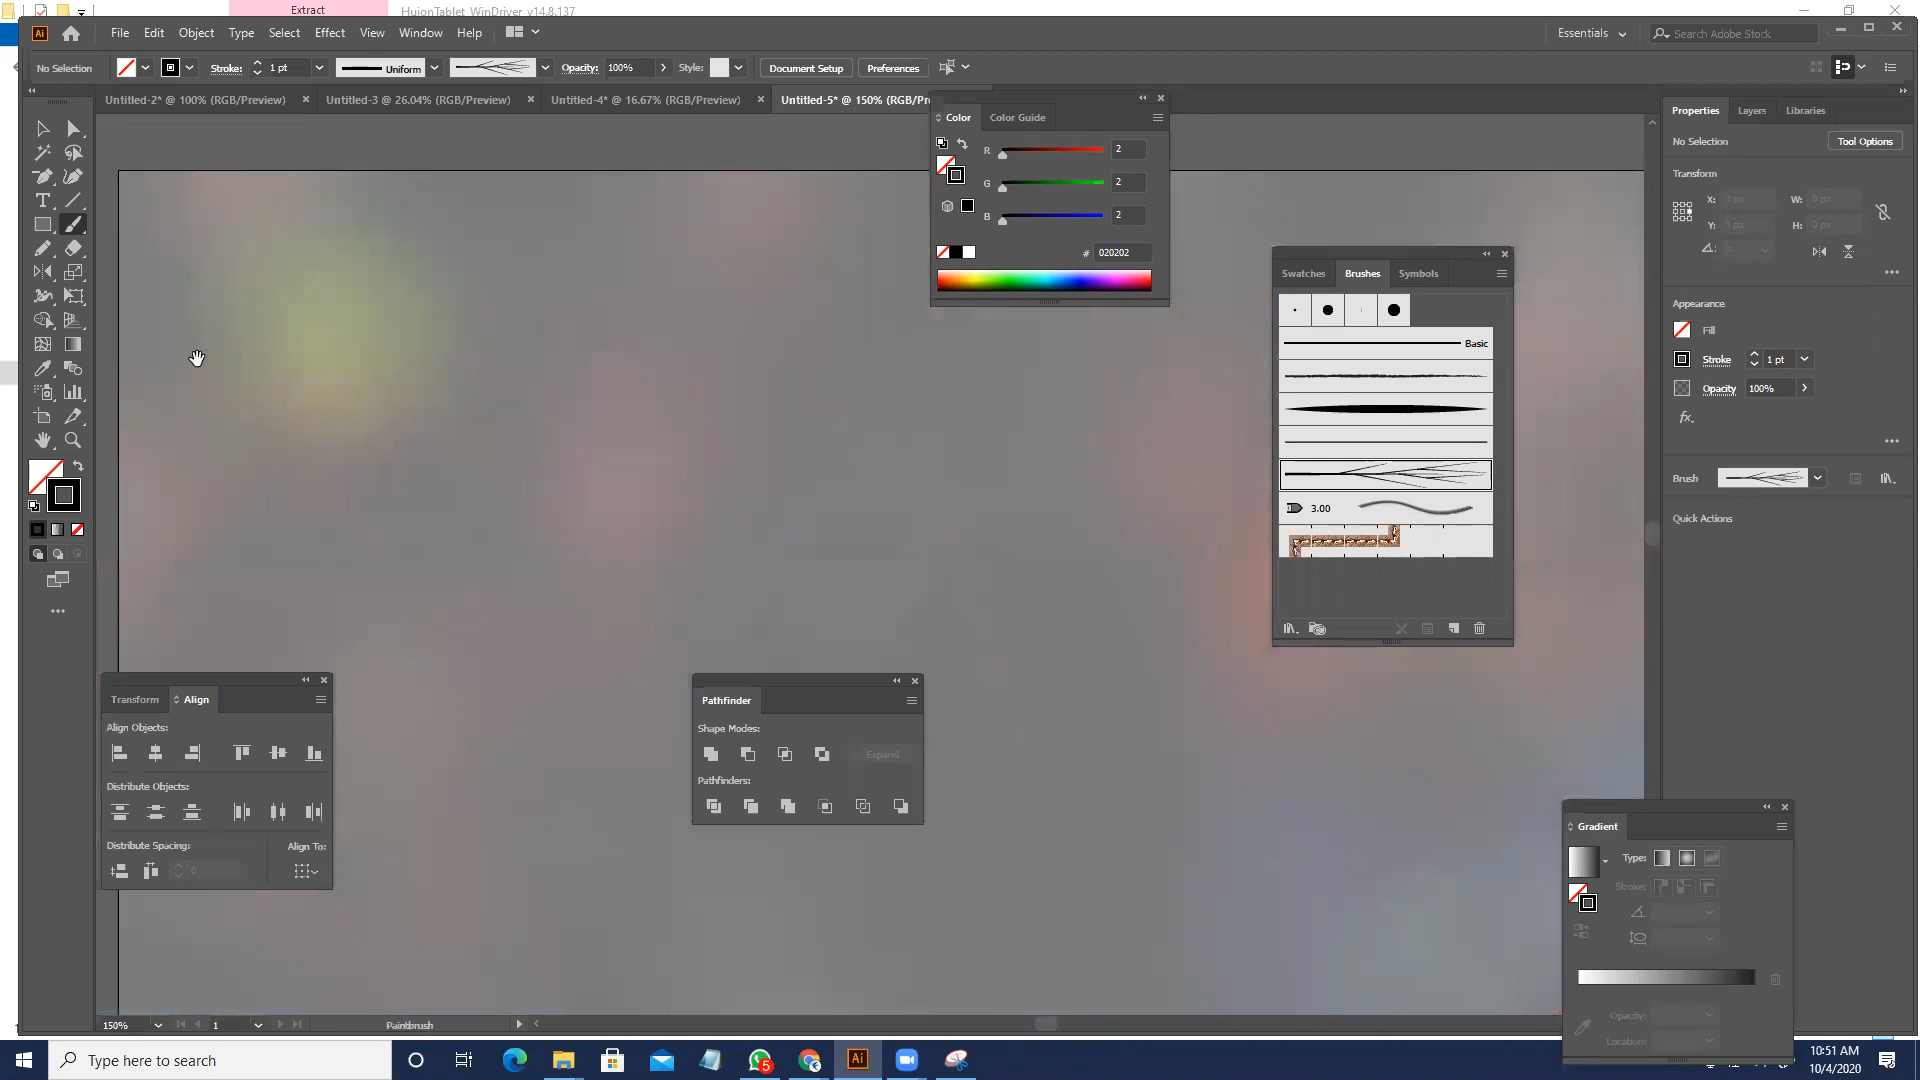 Extract
HuionTablet_WinDriver_v14.8.137
Ai File Edit Object Type Select Effect View Window Help
Essentials
Search Adobe Stock
No Selection
Stroke: 1 pt
Uniform
Opacity: 100%
Style:
Document Setup
Preferences
Untitled-2* @ 100% (RGB/Preview)
Untitled-3 @ 26.04% (RGB/Preview)
Untitled-4* @ 16.67% (RGB/Preview)
Untitled-5* @ 150% (RGB/Pr
Color
Color Guide
R 2
G 2
B 2
# 020202
Swatches
Brushes
Symbols
Basic
3.00
Properties
Layers
Libraries
No Selection
Tool Options
Transform
X: W:
Y: H:
Appearance
Fill
Stroke 1 pt
Opacity 100%
fx.
Brush
Quick Actions
Transform
Align
Align Objects:
Distribute Objects:
Distribute Spacing:
Align To:
0
Pathfinder
Shape Modes:
Expand
Pathfinders:
Gradient
Type:
Stroke:
Opacity:
Location:
150%
1
Paintbrush
Type here to search
5
Ai
10:51 AM
10/4/2020